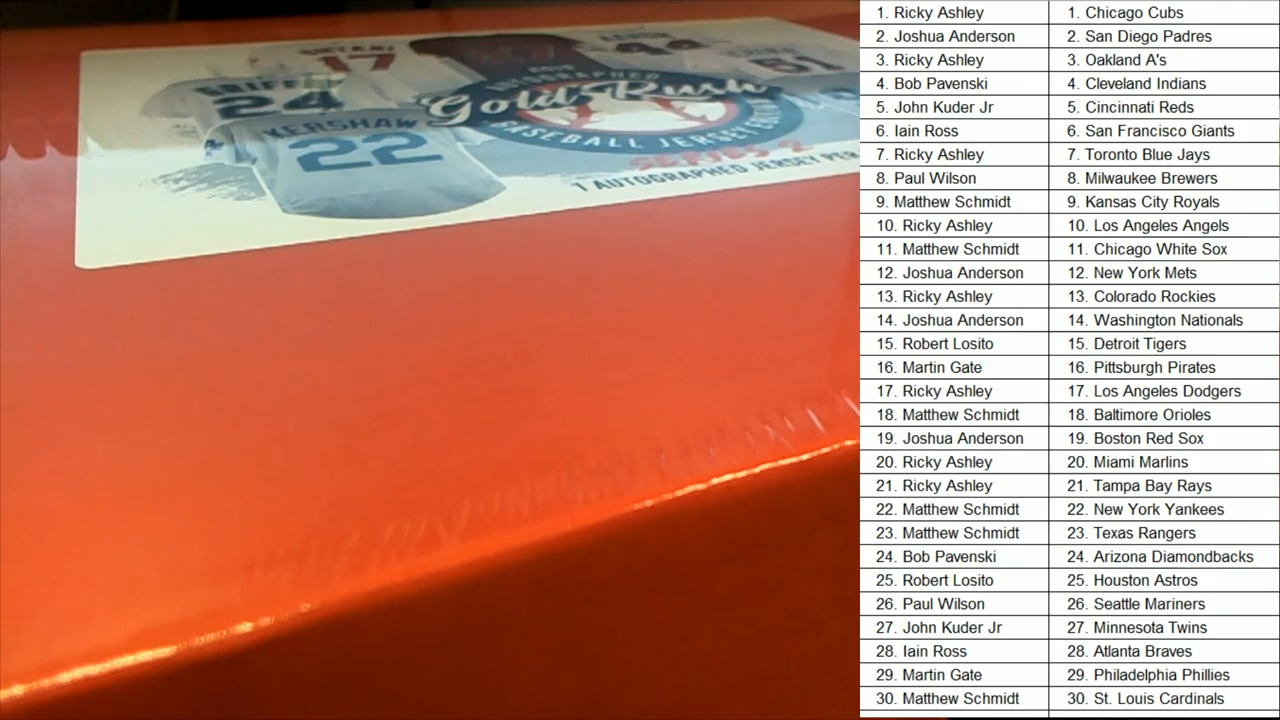 BRYANT
17
44
GRIFFEY
24
51
KERSHAW
22
AUTOGRAPHED
Gold Rush
BASEBALL JERSEY EDITION
SERIES 2
1 AUTOGRAPHED JERSEY PER
1. Ricky Ashley 1. Chicago Cubs
2. Joshua Anderson 2. San Diego Padres
3. Ricky Ashley 3. Oakland A's
4. Bob Pavenski 4. Cleveland Indians
5. John Kuder Jr 5. Cincinnati Reds
6. Iain Ross 6. San Francisco Giants
7. Ricky Ashley 7. Toronto Blue Jays
8. Paul Wilson 8. Milwaukee Brewers
9. Matthew Schmidt 9. Kansas City Royals
10. Ricky Ashley 10. Los Angeles Angels
11. Matthew Schmidt 11. Chicago White Sox
12. Joshua Anderson 12. New York Mets
13. Ricky Ashley 13. Colorado Rockies
14. Joshua Anderson 14. Washington Nationals
15. Robert Losito 15. Detroit Tigers
16. Martin Gate 16. Pittsburgh Pirates
17. Ricky Ashley 17. Los Angeles Dodgers
18. Matthew Schmidt 18. Baltimore Orioles
19. Joshua Anderson 19. Boston Red Sox
20. Ricky Ashley 20. Miami Marlins
21. Ricky Ashley 21. Tampa Bay Rays
22. Matthew Schmidt 22. New York Yankees
23. Matthew Schmidt 23. Texas Rangers
24. Bob Pavenski 24. Arizona Diamondbacks
25. Robert Losito 25. Houston Astros
26. Paul Wilson 26. Seattle Mariners
27. John Kuder Jr 27. Minnesota Twins
28. Iain Ross 28. Atlanta Braves
29. Martin Gate 29. Philadelphia Phillies
30. Matthew Schmidt 30. St. Louis Cardinals